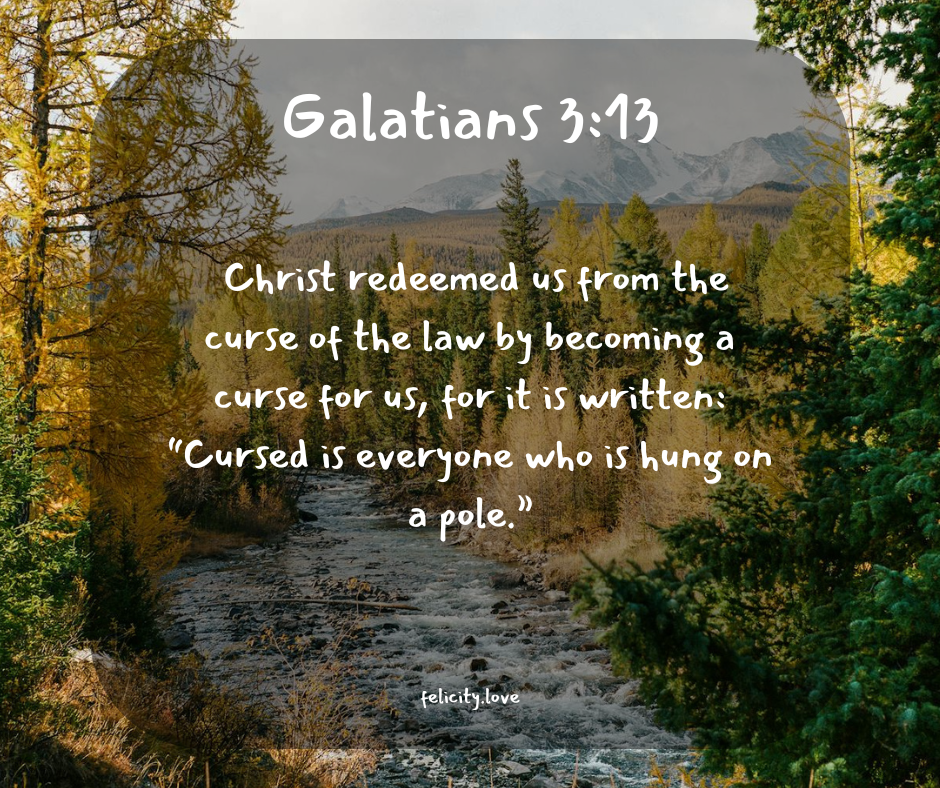 Galatians 3:13
Christ redeemed us from the
curse of the law by becoming a
curse for us, for it is written:
“Cursed is everyone who is hung on
a pole.”
felicity.love